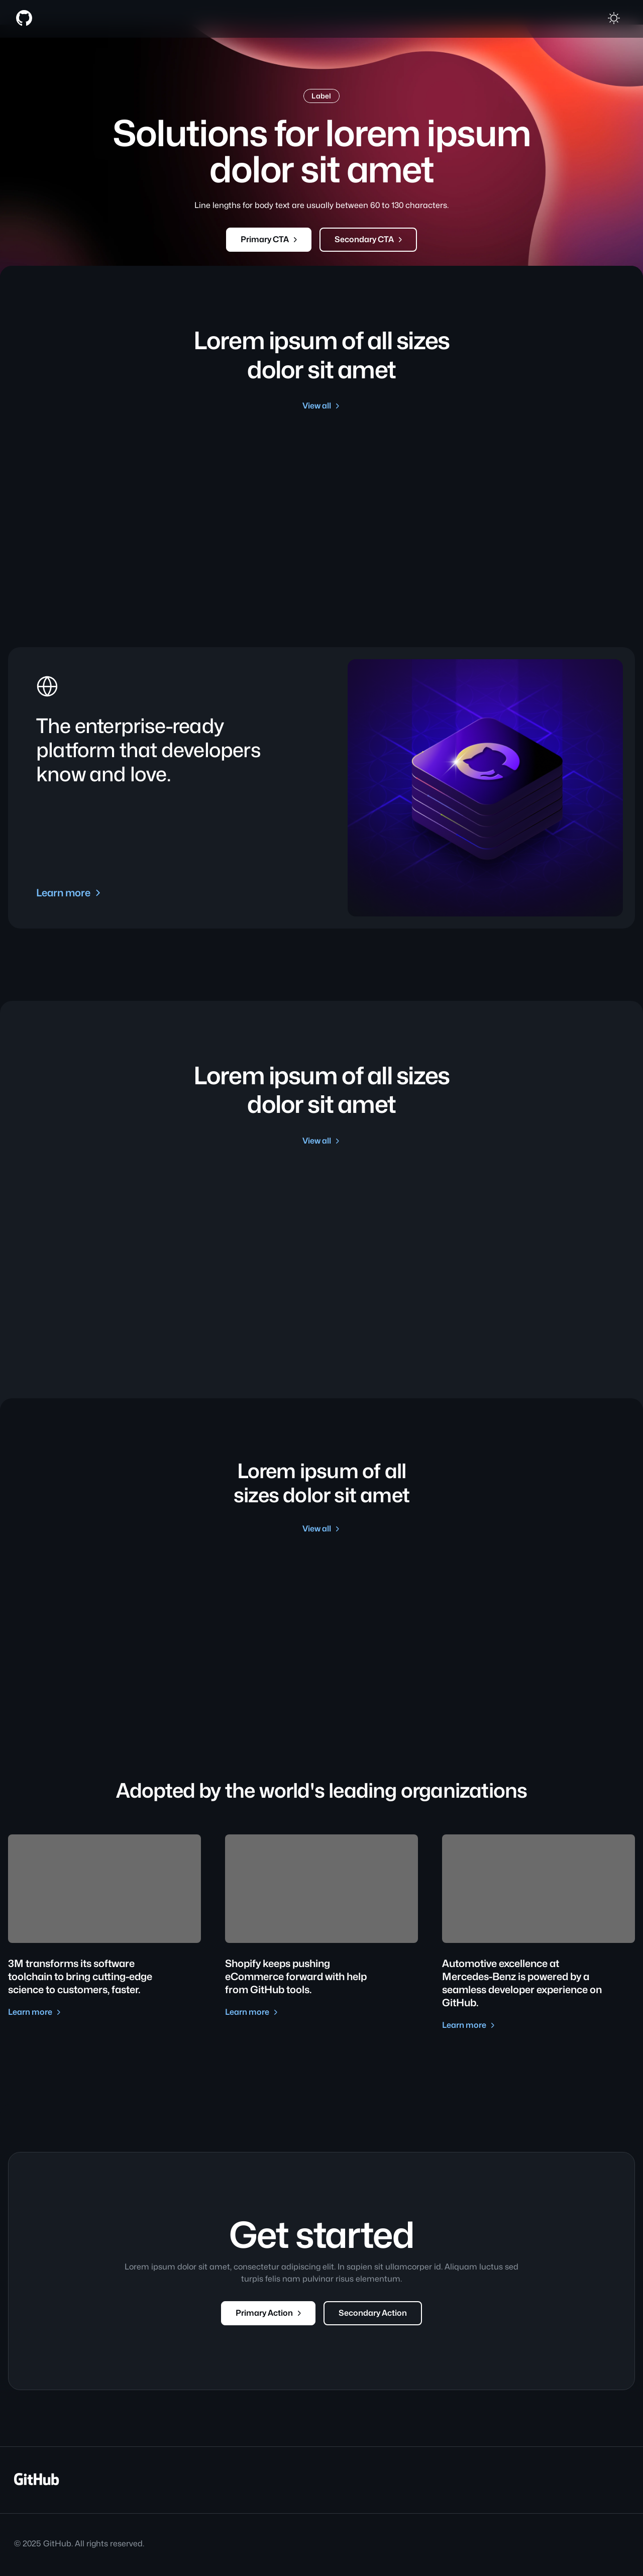 Label
Solutions for lorem ipsum
dolor sit amet
Line lengths for body text are usually between 60 to 130 characters.
Primary CTA
Secondary CTA
Lorem ipsum of all sizes
dolor sit amet
View all
The enterprise-ready
platform that developers
know and love.
Learn more
Lorem ipsum of all sizes
dolor sit amet
View all
Lorem ipsum of all
sizes dolor sit amet
View all
Adopted by the world's leading organizations
3M transforms its software
toolchain to bring cutting-edge
science to customers, faster.
Learn more
Shopify keeps pushing
eCommerce forward with help
from GitHub tools.
Learn more
Automotive excellence at
Mercedes-Benz is powered by a
seamless developer experience on
GitHub.
Learn more
Get started
Lorem ipsum dolor sit amet, consectetur adipiscing elit. In sapien sit ullamcorper id. Aliquam luctus sed
turpis felis nam pulvinar risus elementum.
Primary Action
Secondary Action
GitHub
© 2025 GitHub. All rights reserved.